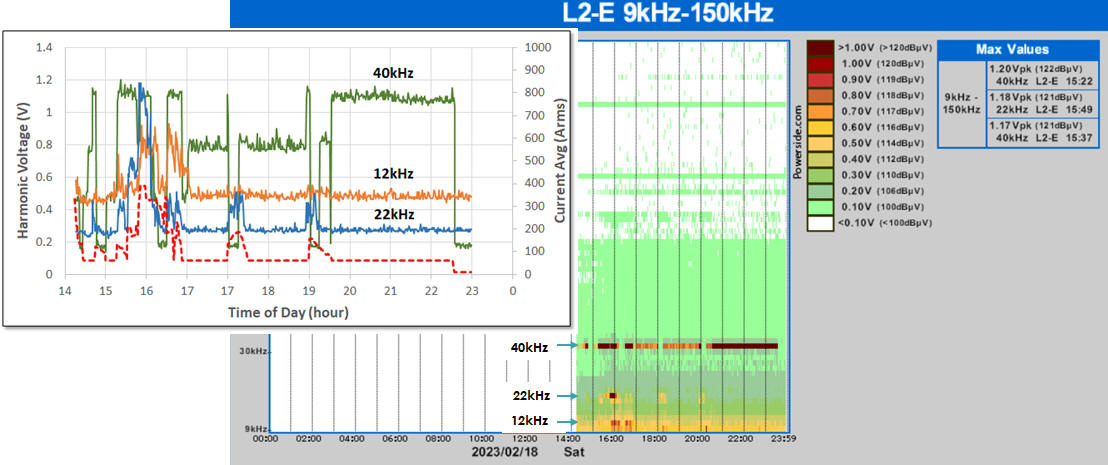 L2-E 9kHz-150kHz
1.4
1.2
1
0.8
0.6
0.4
0.2
0
Harmonic Voltage (V)
1000
900
800
700
600
500
400
300
200
100
0
Current Avg (Arms)
40kHz
12kHz
22kHz
14 15 16 17 17 18 19 20 21 22 23 0
Time of Day (hour)
>1.00V (>120dBµV)
1.00V (120dBµV)
0.90V (119dBµV)
0.80V (118dBµV)
0.70V (117dBµV)
0.60V (116dBµV)
0.50V (114dBµV)
0.40V (112dBµV)
0.30V (110dBµV)
0.20V (106dBµV)
0.10V (100dBµV)
<0.10V (<100dBµV)
Powerside.com
Max Values
9kHz -
150kHz
1.20Vpk (122dBµV)
40kHz L2-E 15:22
1.18Vpk (121dBµV)
22kHz L2-E 15:49
1.17Vpk (121dBµV)
40kHz L2-E 15:37
30kHz
9kHz
40kHz
22kHz
12kHz
00:00 02:00 04:00 06:00 08:00 10:00 12:00 14:00 16:00 18:00 20:00 22:00 23:59
2023/02/18 Sat